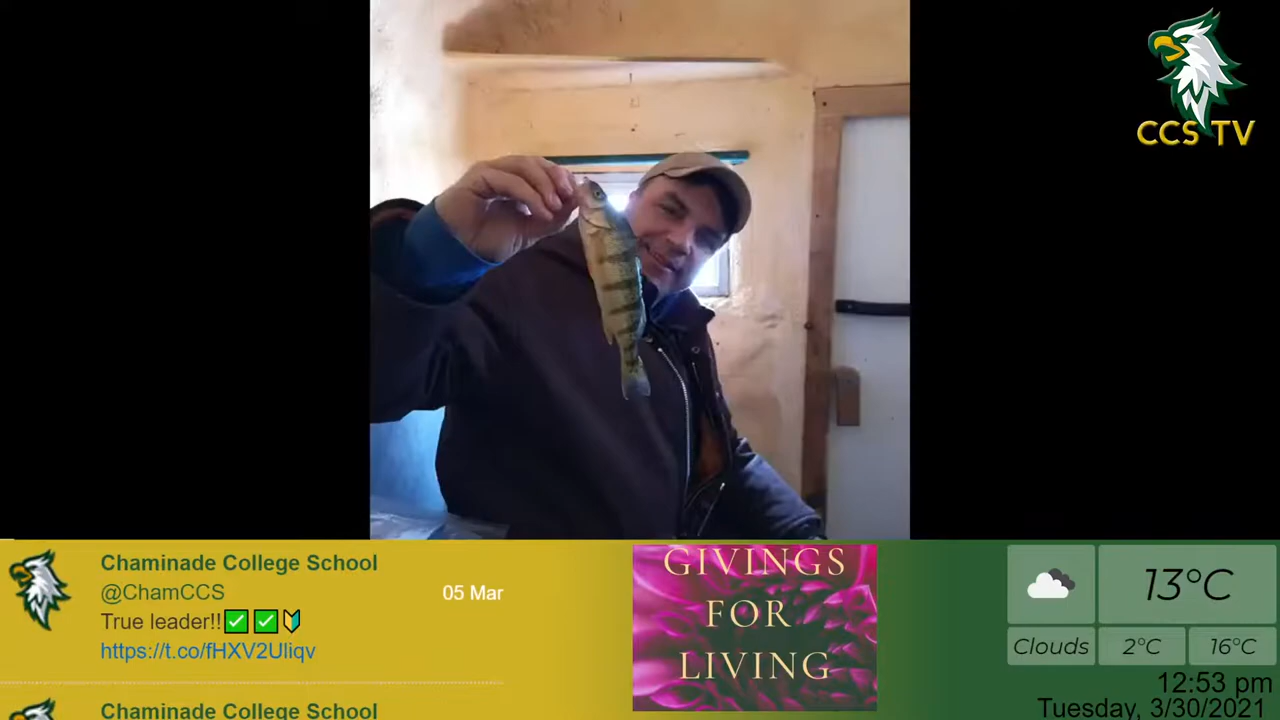 CCS TV
Chaminade College School
@ChamCCS
05 Mar
True leader!!✅✅🔰
https://t.co/fHXV2Uliqv
Chaminade College School
GIVINGS
FOR
LIVING
13°C
Clouds
2°C
16°C
12:53 pm
Tuesday, 3/30/2021